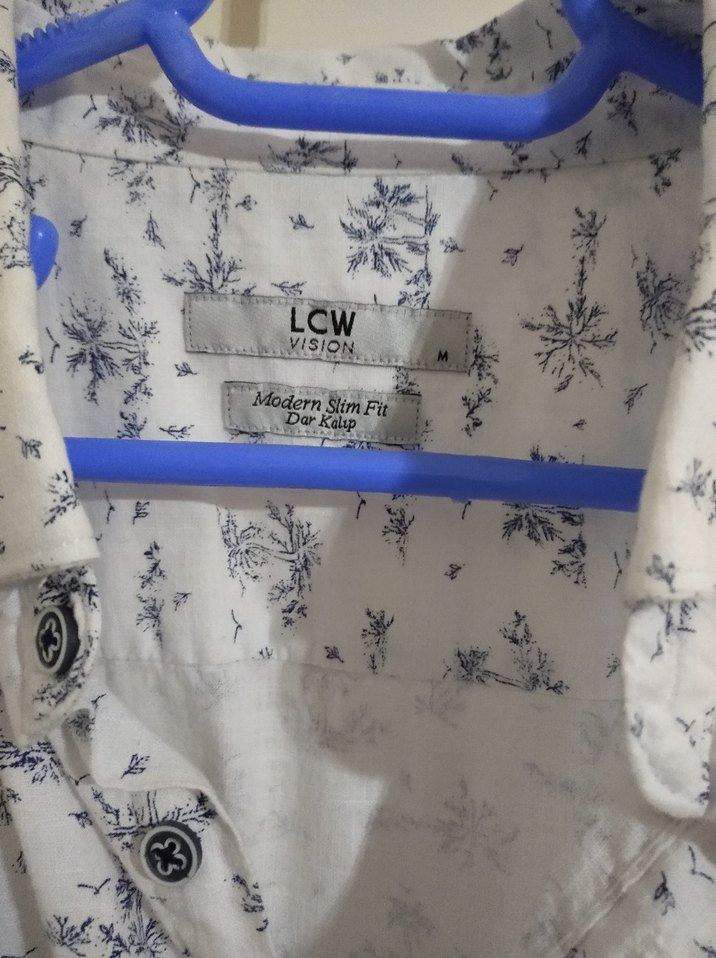 LCW
VISION
M
Modern Slim Fit
Dar Kalıp